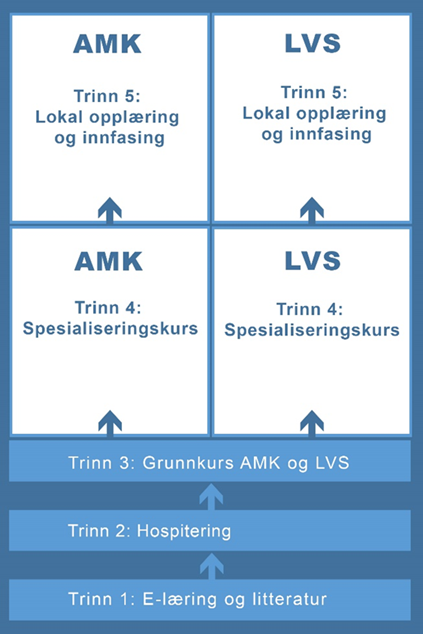 AMK
Trinn 5:
Lokal opplæring
og innfasing
LVS
Trinn 5:
Lokal opplæring
og innfasing
AMK
Trinn 4:
Spesialiseringskurs
LVS
Trinn 4:
Spesialiseringskurs
Trinn 3: Grunnkurs AMK og LVS
Trinn 2: Hospitering
Trinn 1: E-læring og litteratur